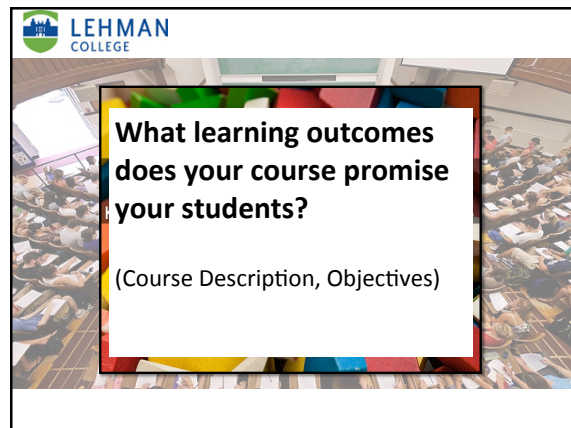 LEHMAN
COLLEGE
What learning outcomes
does your course promise
your students?
(Course Description, Objectives)